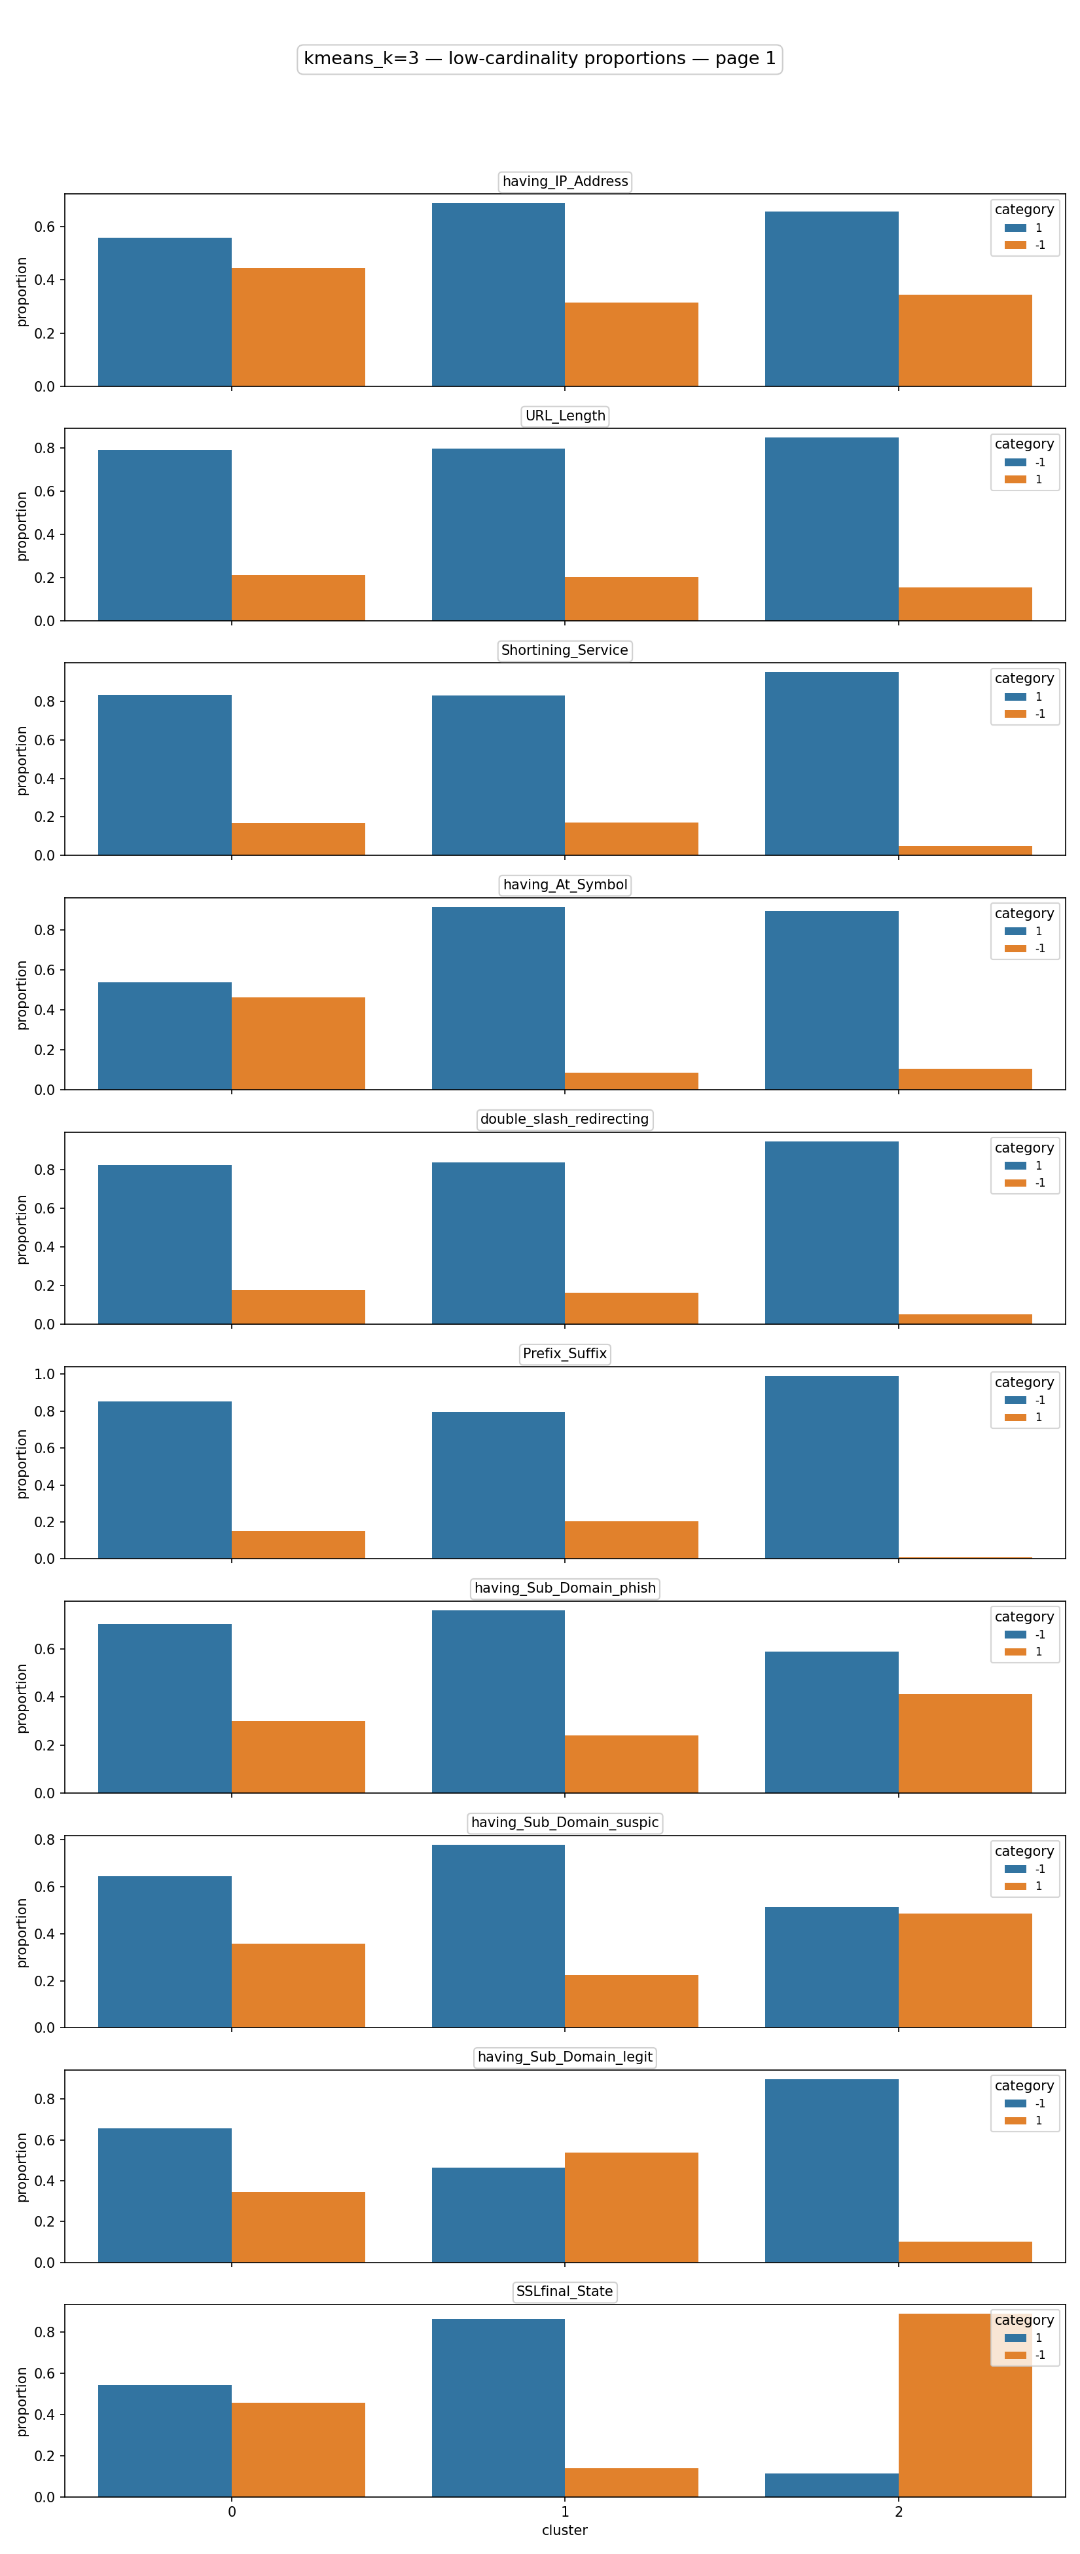 kmeans_k=3 — low-cardinality proportions — page 1
having_IP_Address
category
1
-1
proportion
0.6
0.4
0.2
0.0
URL_Length
category
-1
1
proportion
0.8
0.6
0.4
0.2
0.0
Shortining_Service
category
1
-1
proportion
0.8
0.6
0.4
0.2
0.0
having_At_Symbol
category
1
-1
proportion
0.8
0.6
0.4
0.2
0.0
double_slash_redirecting
category
1
-1
proportion
0.8
0.6
0.4
0.2
0.0
Prefix_Suffix
category
-1
1
proportion
1.0
0.8
0.6
0.4
0.2
0.0
having_Sub_Domain_phish
category
-1
1
proportion
0.6
0.4
0.2
0.0
having_Sub_Domain_suspic
category
-1
1
proportion
0.8
0.6
0.4
0.2
0.0
having_Sub_Domain_legit
category
-1
1
proportion
0.8
0.6
0.4
0.2
0.0
SSLfinal_State
category
1
-1
proportion
0.8
0.6
0.4
0.2
0.0
0 1 2
cluster